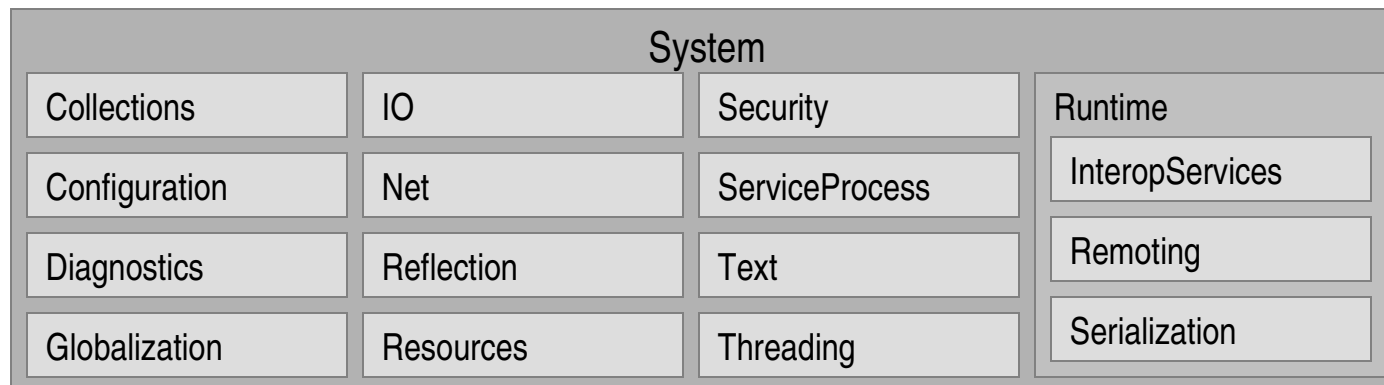 System
Collections
IO
Security
Runtime
Configuration
Net
ServiceProcess
InteropServices
Diagnostics
Reflection
Text
Remoting
Globalization
Resources
Threading
Serialization